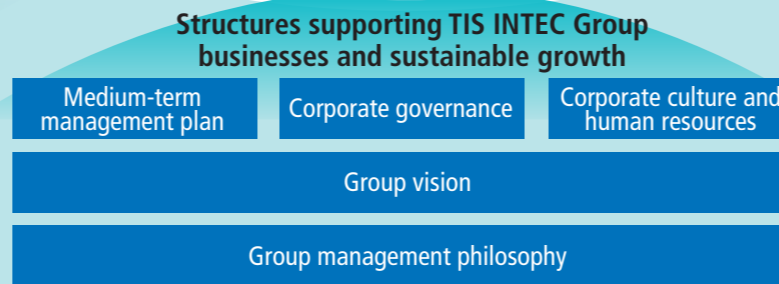 Structures supporting TIS INTEC Group
businesses and sustainable growth
Medium-term
management plan
Corporate governance
Corporate culture and
human resources
Group vision
Group management philosophy